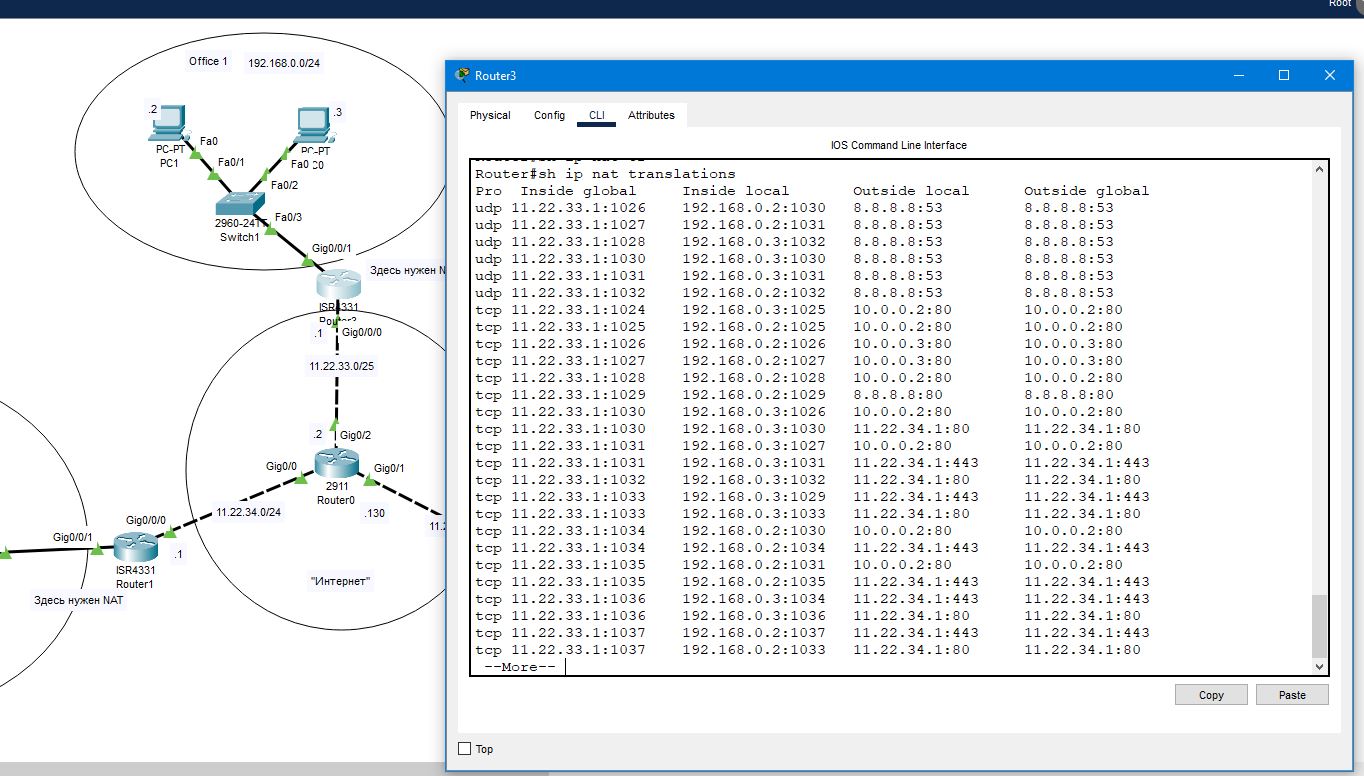 Root
Office 1
192.168.0.0/24
.2
.3
PC-PT
PC1
Fa0
PC-PT
Fa0
Fa0/1
Fa0/2
2960-24TT
Switch1
Fa0/3
Gig0/0/1
Здесь нужен
ISR4331
.1
Gig0/0/0
11.22.33.0/25
.2
Gig0/2
Gig0/0
Gig0/1
2911
Router0
11.22.34.0/24
.130
Gig0/0/0
Gig0/0/1
.1
ISR4331
Router1
"Интернет"
Здесь нужен NAT
Router3
Physical Config CLI Attributes
IOS Command Line Interface
Router#sh ip nat translations
Pro Inside global Inside local Outside local Outside global
udp 11.22.33.1:1026 192.168.0.2:1030 8.8.8.8:53 8.8.8.8:53
udp 11.22.33.1:1027 192.168.0.2:1031 8.8.8.8:53 8.8.8.8:53
udp 11.22.33.1:1028 192.168.0.3:1032 8.8.8.8:53 8.8.8.8:53
udp 11.22.33.1:1030 192.168.0.3:1030 8.8.8.8:53 8.8.8.8:53
udp 11.22.33.1:1031 192.168.0.3:1031 8.8.8.8:53 8.8.8.8:53
udp 11.22.33.1:1032 192.168.0.2:1032 8.8.8.8:53 8.8.8.8:53
tcp 11.22.33.1:1024 192.168.0.3:1025 10.0.0.2:80 10.0.0.2:80
tcp 11.22.33.1:1025 192.168.0.2:1025 10.0.0.2:80 10.0.0.2:80
tcp 11.22.33.1:1026 192.168.0.2:1026 10.0.0.3:80 10.0.0.3:80
tcp 11.22.33.1:1027 192.168.0.2:1027 10.0.0.3:80 10.0.0.3:80
tcp 11.22.33.1:1028 192.168.0.2:1028 10.0.0.2:80 10.0.0.2:80
tcp 11.22.33.1:1029 192.168.0.2:1029 8.8.8.8:80 8.8.8.8:80
tcp 11.22.33.1:1030 192.168.0.3:1026 10.0.0.2:80 10.0.0.2:80
tcp 11.22.33.1:1030 192.168.0.3:1030 11.22.34.1:80 11.22.34.1:80
tcp 11.22.33.1:1031 192.168.0.3:1027 10.0.0.2:80 10.0.0.2:80
tcp 11.22.33.1:1031 192.168.0.3:1031 11.22.34.1:443 11.22.34.1:443
tcp 11.22.33.1:1032 192.168.0.3:1032 11.22.34.1:80 11.22.34.1:80
tcp 11.22.33.1:1033 192.168.0.3:1029 11.22.34.1:443 11.22.34.1:443
tcp 11.22.33.1:1033 192.168.0.3:1033 11.22.34.1:80 11.22.34.1:80
tcp 11.22.33.1:1034 192.168.0.2:1030 10.0.0.2:80 10.0.0.2:80
tcp 11.22.33.1:1034 192.168.0.2:1034 11.22.34.1:443 11.22.34.1:443
tcp 11.22.33.1:1035 192.168.0.2:1031 10.0.0.2:80 10.0.0.2:80
tcp 11.22.33.1:1035 192.168.0.2:1035 11.22.34.1:443 11.22.34.1:443
tcp 11.22.33.1:1036 192.168.0.3:1034 11.22.34.1:443 11.22.34.1:443
tcp 11.22.33.1:1036 192.168.0.3:1036 11.22.34.1:80 11.22.34.1:80
tcp 11.22.33.1:1037 192.168.0.2:1037 11.22.34.1:443 11.22.34.1:443
tcp 11.22.33.1:1037 192.168.0.2:1033 11.22.34.1:80 11.22.34.1:80
--More--
Copy Paste
Top